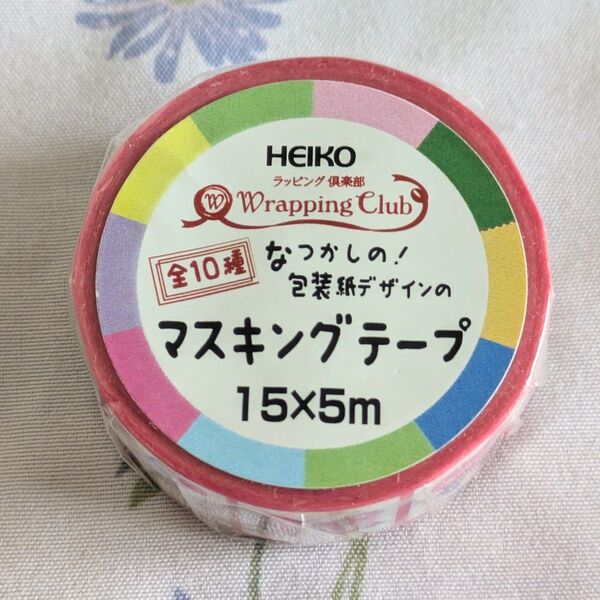 HEIKO
ラッピング倶楽部
W Wrapping Club
全10種
なつかしの!
包装紙デザインの
マスキングテープ
15×5m